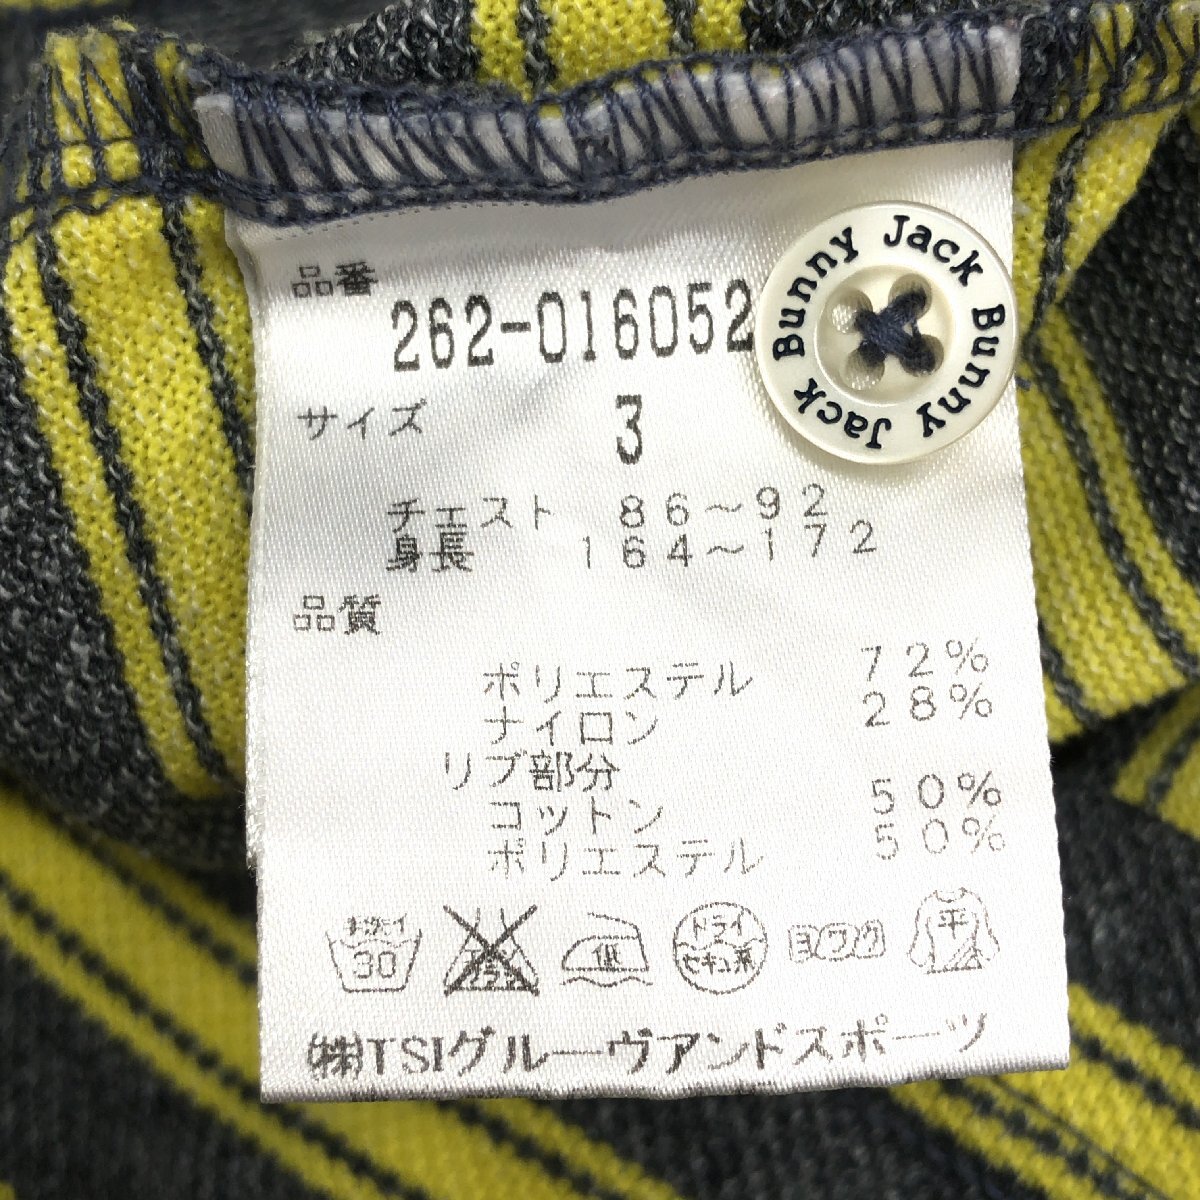 品番
262-016052
Jack Bunny Jack Bunny
サイズ 3
チェスト 86〜92
身長 164〜172
品質
ポリエステル 72%
ナイロン 28%
リブ部分
コットン 50%
ポリエステル 50%
30
低
ドライ
セキユ系
ヨワク
平
㈱TSIグルーヴアンドスポーツ